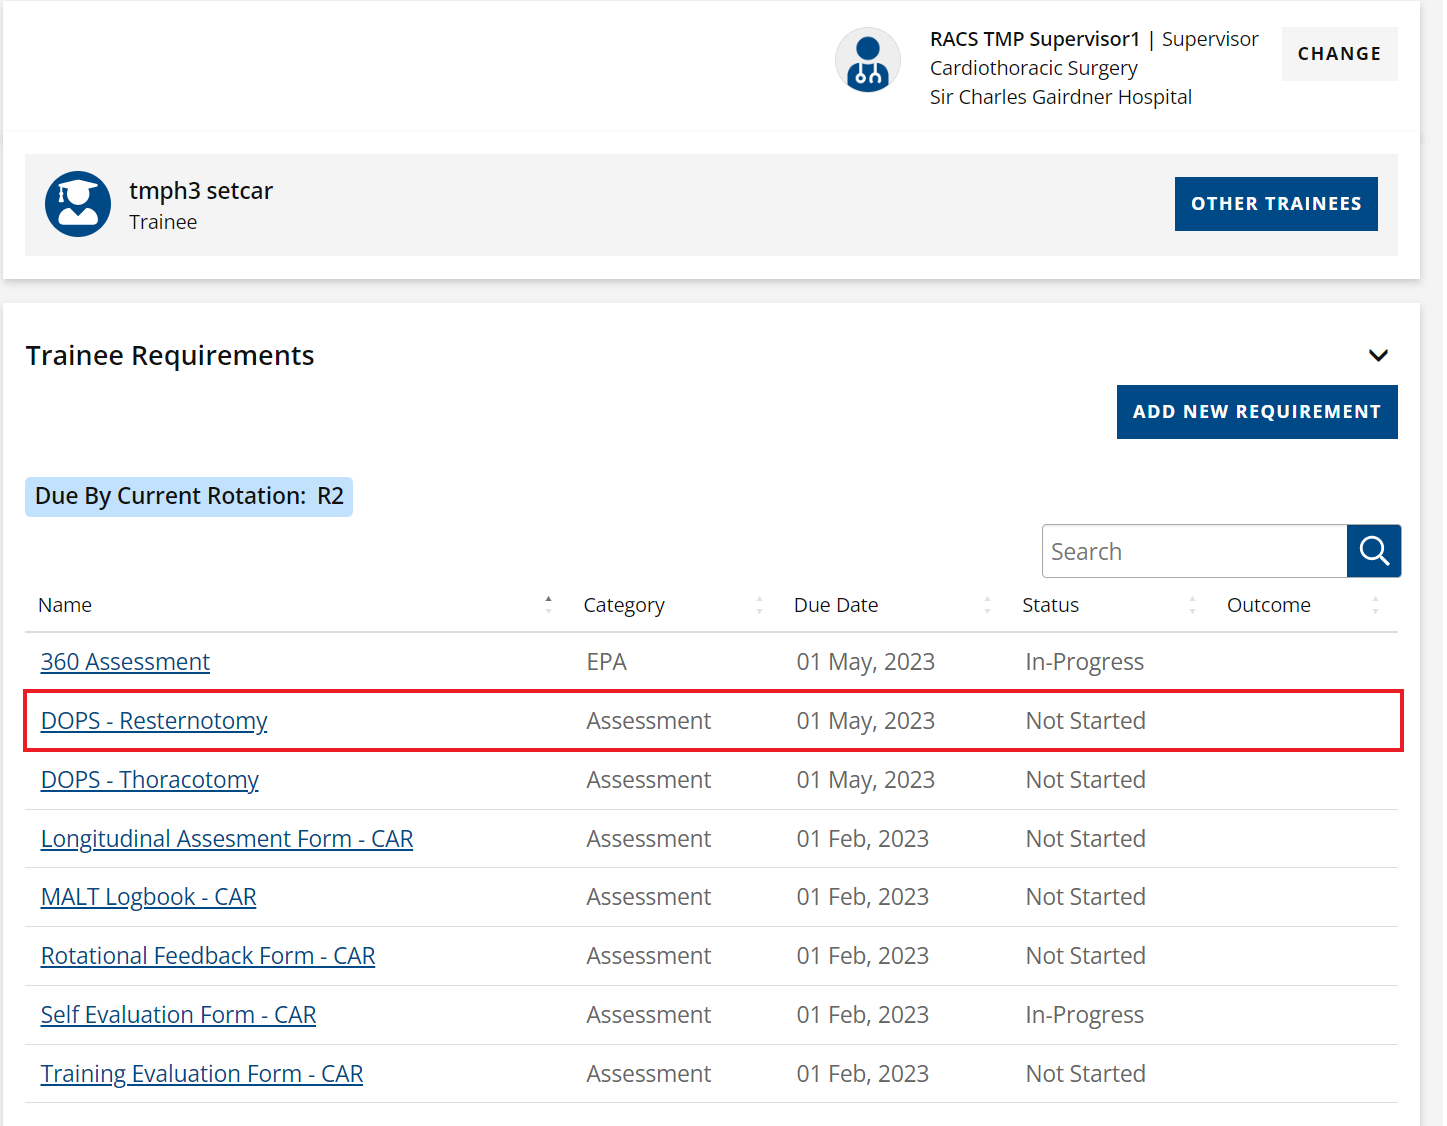 RACS TMP Supervisor1 | Supervisor
Cardiothoracic Surgery
Sir Charles Gairdner Hospital
CHANGE
tmph3 setcar
Trainee
OTHER TRAINEES
Trainee Requirements
ADD NEW REQUIREMENT
Due By Current Rotation: R2
Search
Name Category Due Date Status Outcome
360 Assessment EPA 01 May, 2023 In-Progress
DOPS - Resternotomy Assessment 01 May, 2023 Not Started
DOPS - Thoracotomy Assessment 01 May, 2023 Not Started
Longitudinal Assesment Form - CAR Assessment 01 Feb, 2023 Not Started
MALT Logbook - CAR Assessment 01 Feb, 2023 Not Started
Rotational Feedback Form - CAR Assessment 01 Feb, 2023 Not Started
Self Evaluation Form - CAR Assessment 01 Feb, 2023 In-Progress
Training Evaluation Form - CAR Assessment 01 Feb, 2023 Not Started